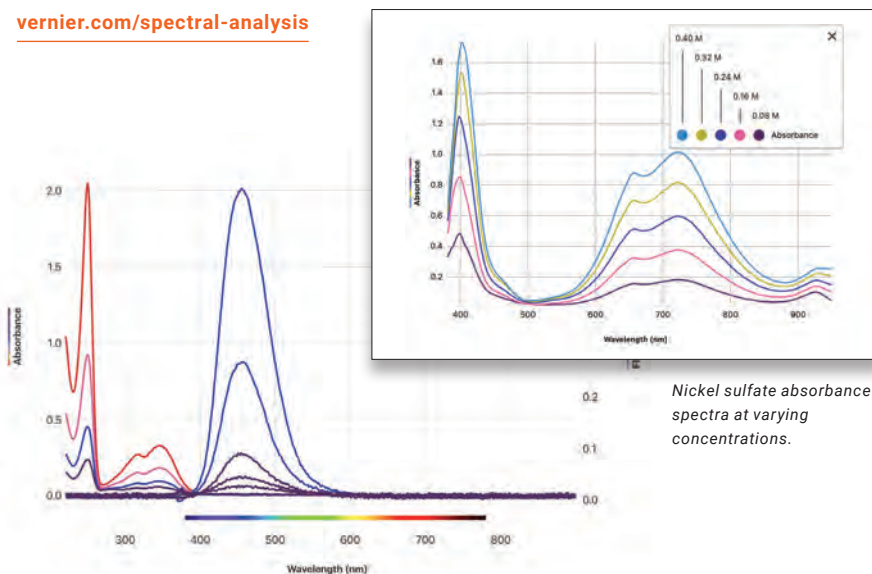 vernier.com/spectral-analysis
0.40 M
0.32 M
0.24 M
0.16 M
0.08 M
Absorbance
1.6
1.4
1.2
1.0
0.8
0.6
0.4
0.2
Absorbance
400 500 600 700 800 900
Wavelength (nm)
Nickel sulfate absorbance
spectra at varying
concentrations.
2.0
1.5
1.0
0.5
0.0
Absorbance
0.2
0.1
0.0
300 400 500 600 700 800
Wavelength (nm)